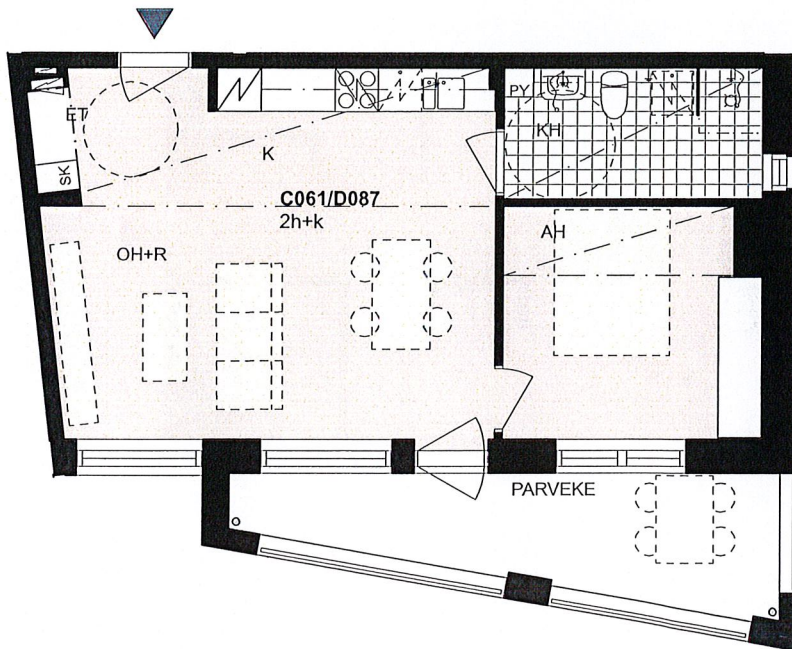 ET
PY
KH
SK
K
C061/D087
2h+k
OH+R
AH
PARVEKE